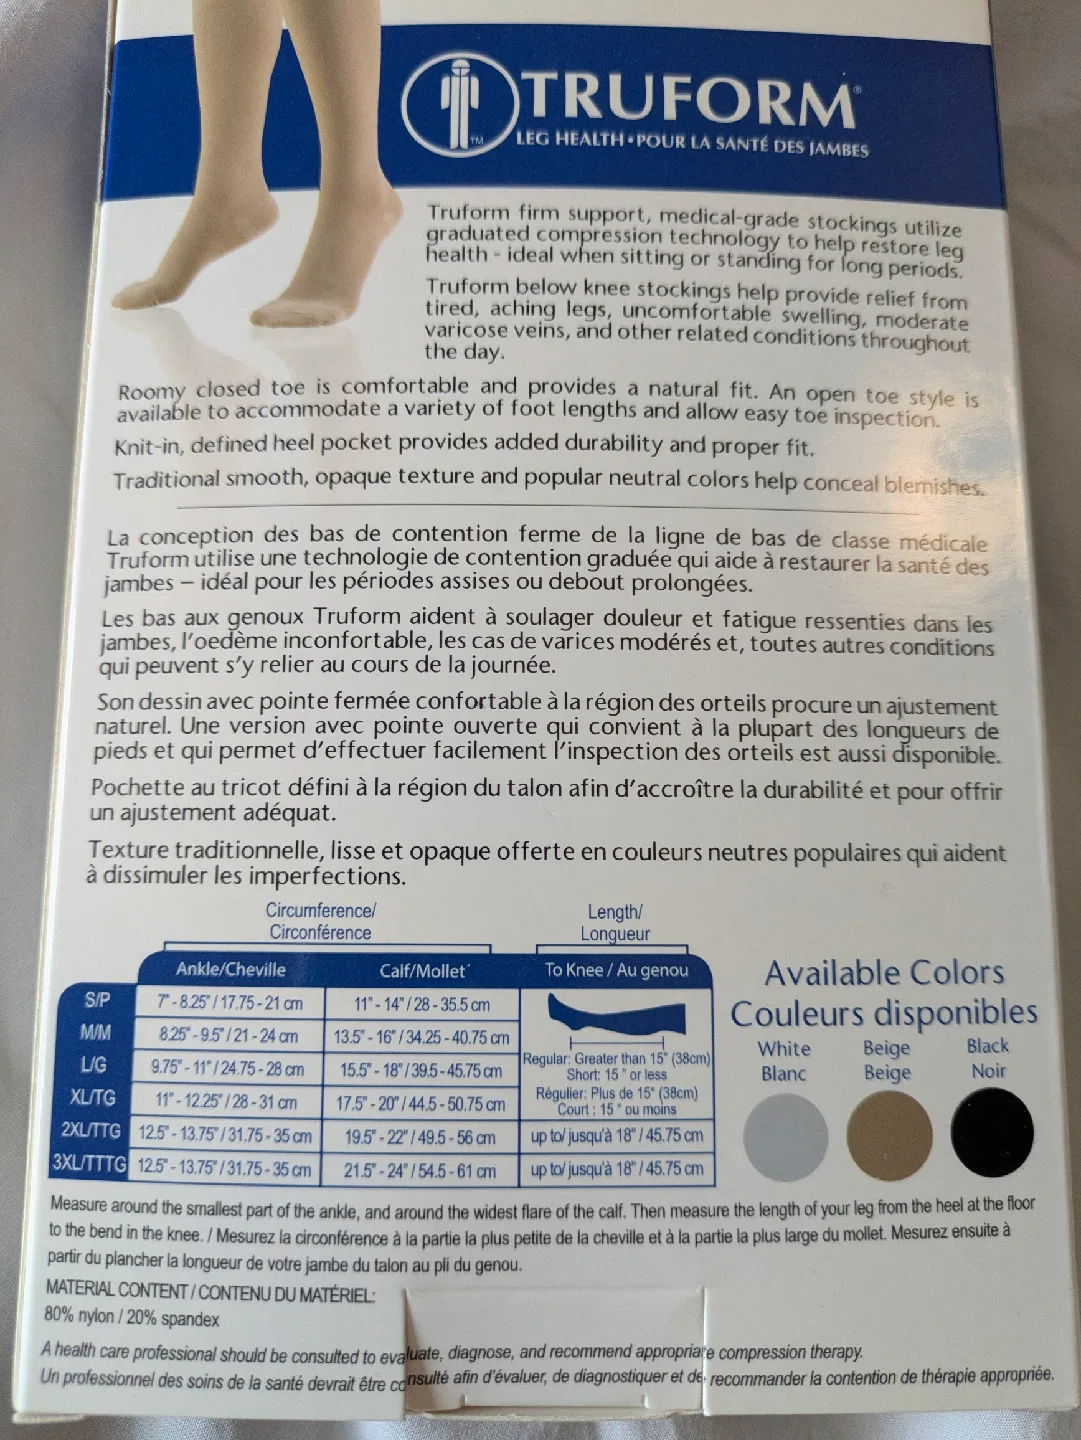 TRUFORM®
TM
LEG HEALTH • POUR LA SANTÉ DES JAMBES
Truform firm support, medical-grade stockings utilize
graduated compression technology to help restore leg
health - ideal when sitting or standing for long periods.
Truform below knee stockings help provide relief from
tired, aching legs, uncomfortable swelling, moderate
varicose veins, and other related conditions throughout
the day.
Roomy closed toe is comfortable and provides a natural fit. An open toe style is
available to accommodate a variety of foot lengths and allow easy toe inspection.
Knit-in, defined heel pocket provides added durability and proper fit.
Traditional smooth, opaque texture and popular neutral colors help conceal blemishes.
La conception des bas de contention ferme de la ligne de bas de classe médicale
Truform utilise une technologie de contention graduée qui aide à restaurer la santé des
jambes – idéal pour les périodes assises ou debout prolongées.
Les bas aux genoux Truform aident à soulager douleur et fatigue ressenties dans les
jambes, l'oedème inconfortable, les cas de varices modérés et, toutes autres conditions
qui peuvent s'y relier au cours de la journée.
Son dessin avec pointe fermée confortable à la région des orteils procure un ajustement
naturel. Une version avec pointe ouverte qui convient à la plupart des longueurs de
pieds et qui permet d'effectuer facilement l'inspection des orteils est aussi disponible.
Pochette au tricot défini à la région du talon afin d'accroître la durabilité et pour offrir
un ajustement adéquat.
Texture traditionnelle, lisse et opaque offerte en couleurs neutres populaires qui aident
à dissimuler les imperfections.
Circumference/
Circonférence
Length/
Longueur
Ankle/Cheville Calf/Mollet To Knee / Au genou
S/P 7" - 8.25" / 17.75 - 21 cm 11" - 14" / 28 - 35.5 cm
M/M 8.25" - 9.5" / 21 - 24 cm 13.5" - 16" / 34.25 - 40.75 cm
L/G 9.75" - 11" / 24.75 - 28 cm 15.5" - 18" / 39.5 - 45.75 cm
XL/TG 11" - 12.25" / 28 - 31 cm 17.5" - 20" / 44.5 - 50.75 cm
Regular: Greater than 15" (38cm)
Short: 15 " or less
Régulier: Plus de 15" (38cm)
Court : 15 " ou moins
2XL/TTG 12.5" - 13.75" / 31.75 - 35 cm 19.5" - 22" / 49.5 - 56 cm up to/ jusqu'à 18" / 45.75 cm
3XL/TTTG 12.5" - 13.75" / 31.75 - 35 cm 21.5" - 24" / 54.5 - 61 cm up to/ jusqu'à 18" / 45.75 cm
Available Colors
Couleurs disponibles
White Beige Black
Blanc Beige Noir
Measure around the smallest part of the ankle, and around the widest flare of the calf. Then measure the length of your leg from the heel at the floor
to the bend in the knee. / Mesurez la circonférence à la partie la plus petite de la cheville et à la partie la plus large du mollet. Mesurez ensuite à
partir du plancher la longueur de votre jambe du talon au pli du genou.
MATERIAL CONTENT / CONTENU DU MATÉRIEL:
80% nylon / 20% spandex
A health care professional should be consulted to evaluate, diagnose, and recommend appropriate compression therapy.
Un professionnel des soins de la santé devrait être consulté afin d'évaluer, de diagnostiquer et de recommander la contention de thérapie appropriée.